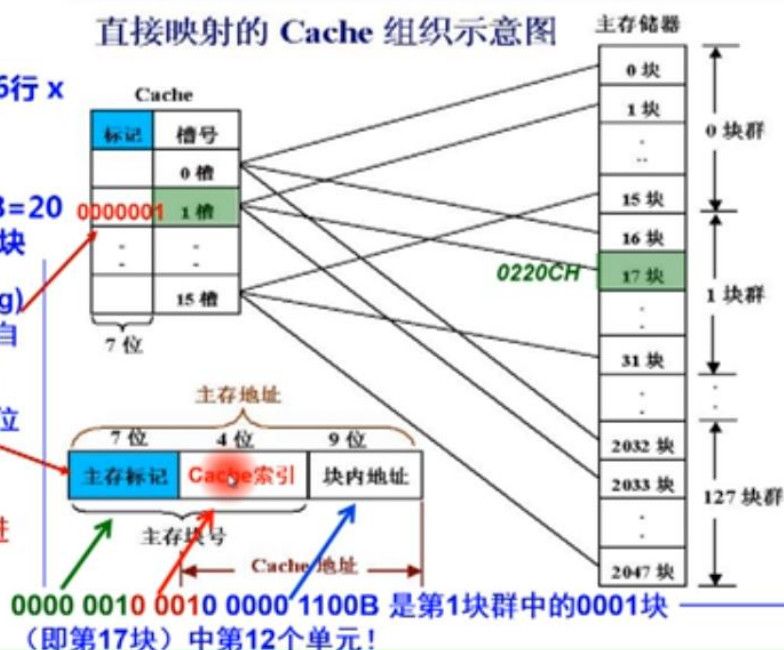 直接映射的 Cache 组织示意图
主存储器
6行 x
Cache
标记 槽号
0 槽
0000001 1 槽
15 槽
7 位
B=20
块
g)
自
位
进
0 块
1 块
15 块
16 块
0220CH 17 块
31 块
2032 块
2033 块
2047 块
0 块群
1 块群
127 块群
主存地址
7 位 4 位 9 位
主存标记 Cache索引 块内地址
主存块号
Cache 地址
0000 0010 0010 0000 1100B 是第1块群中的0001块
（即第17块）中第12个单元！